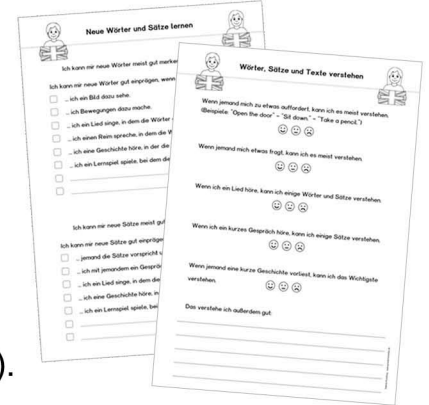 Neue Wörter und Sätze lernen
Ich kann mir neue Wörter meist gut merke
Ich kann mir neue Wörter gut einprägen, wenn
... ich ein Bild dazu sehe.
... ich Bewegungen dazu mache.
... ich ein Lied singe, in dem die Wörter
... ich einen Reim spreche, in dem die W
... ich eine Geschichte höre, in der die
... ich ein Lernspiel spiele, bei dem die
Ich kann mir neue Sätze meist gut
Ich kann mir neue Sätze gut einpräge
... jemand die Sätze vorspricht u
... ich mit jemandem ein Gesprä
... ich ein Lied singe, in dem die
... ich eine Geschichte höre, in
... ich ein Lernspiel spiele, bei
Wörter, Sätze und Texte verstehen
Wenn jemand mich zu etwas auffordert, kann ich es meist verstehen.
(Beispiele: "Open the door" - "Sit down." - "Take a pencil.")
Wenn jemand mich etwas fragt, kann ich es meist verstehen.
Wenn ich ein Lied höre, kann ich einige Wörter und Sätze verstehen.
Wenn ich ein kurzes Gespräch höre, kann ich einige Sätze verstehen.
Wenn jemand eine kurze Geschichte vorliest, kann ich das Wichtigste
verstehen.
Das verstehe ich außerdem gut:
).